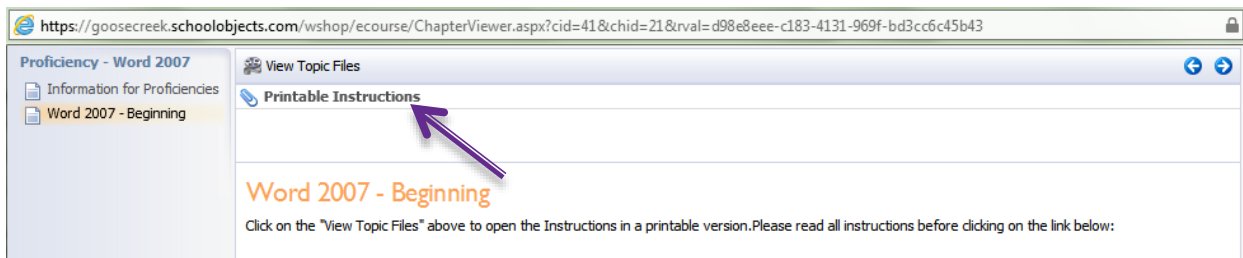 https://goosecreek.schoolobjects.com/wshop/ecourse/ChapterViewer.aspx?cid=41&chid=21&rval=d98e8eee-c183-4131-969f-bd3cc6c45b43
Proficiency - Word 2007
Information for Proficiencies
Word 2007 - Beginning
View Topic Files
Printable Instructions
Word 2007 - Beginning
Click on the "View Topic Files" above to open the Instructions in a printable version.Please read all instructions before clicking on the link below: